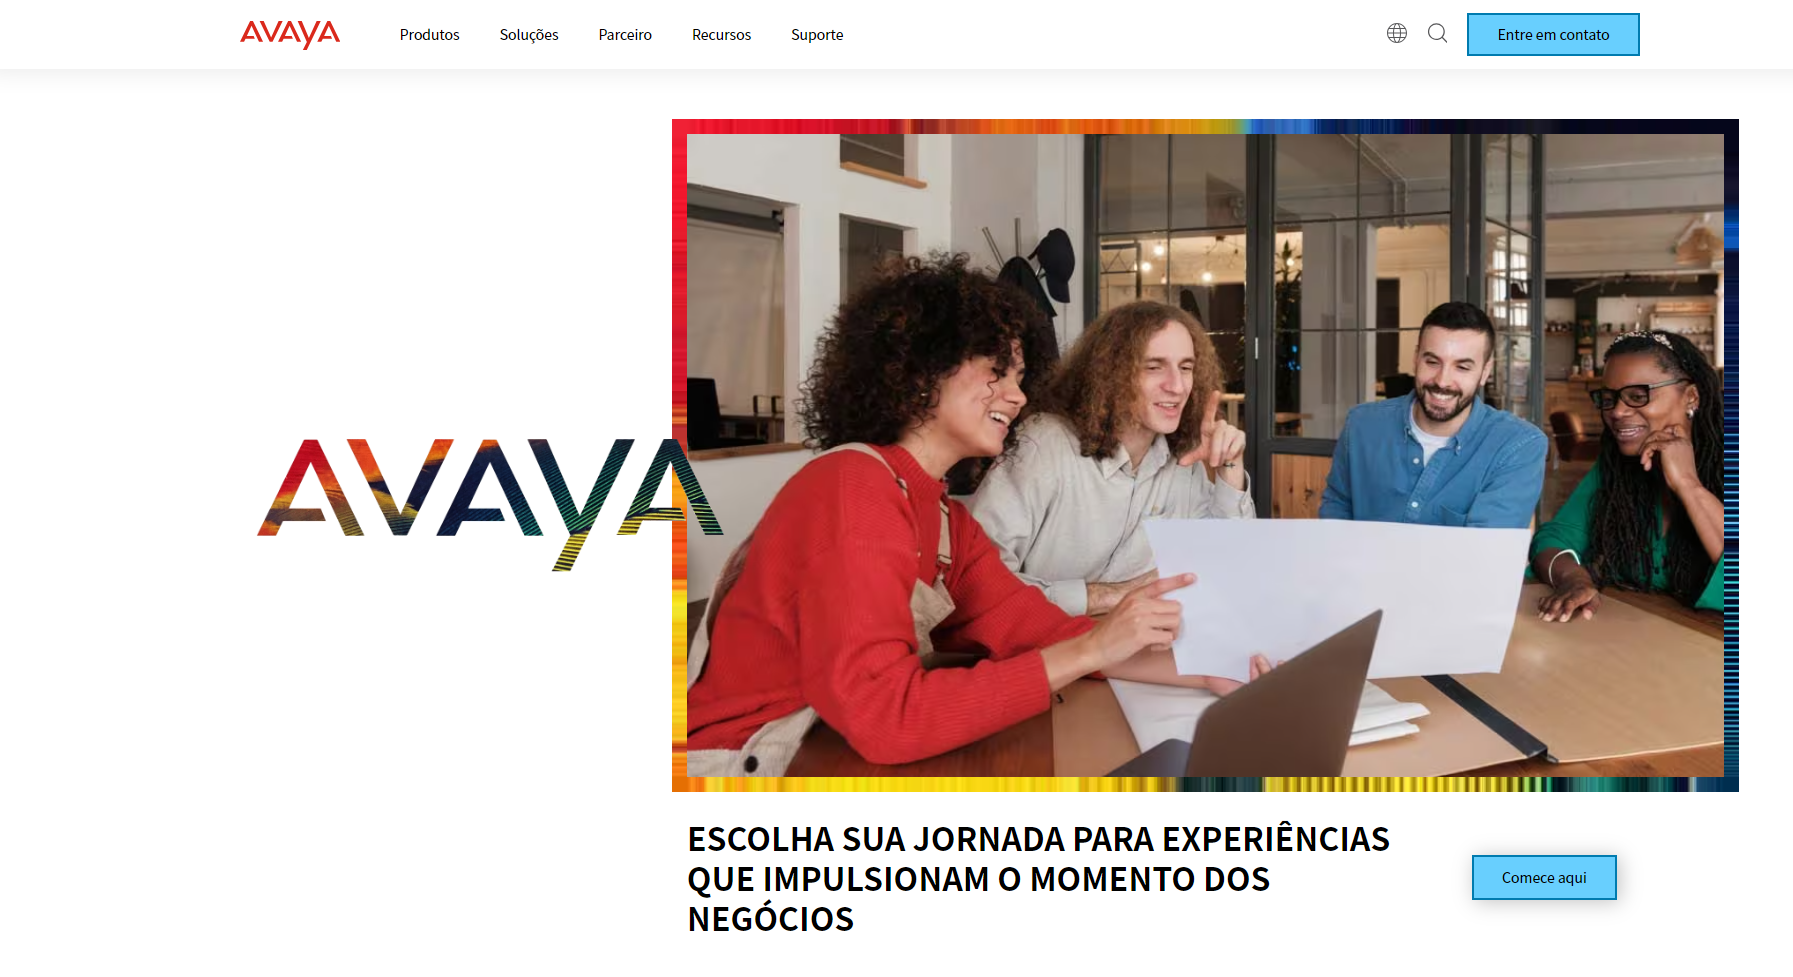 AVAYA
Produtos
Soluções
Parceiro
Recursos
Suporte
Entre em contato
AVAYA
ESCOLHA SUA JORNADA PARA EXPERIÊNCIAS
QUE IMPULSIONAM O MOMENTO DOS
NEGÓCIOS
Comece aqui